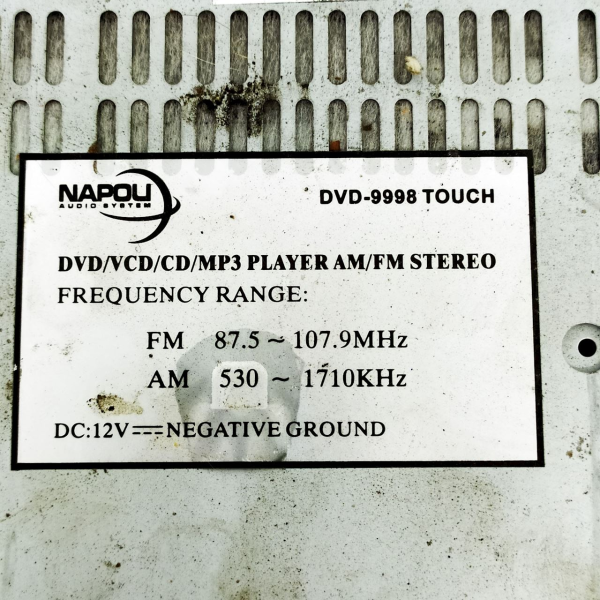 NAPOLI
AUDIO SYSTEM
DVD-9998 TOUCH
DVD/VCD/CD/MP3 PLAYER AM/FM STEREO
FREQUENCY RANGE:
FM 87.5 ~ 107.9MHz
AM 530 ~ 1710KHz
DC:12V⎓NEGATIVE GROUND